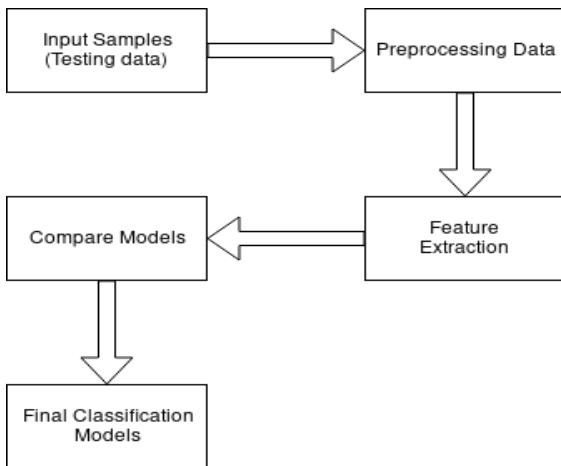 Input Samples
(Testing data)
Preprocessing Data
Feature
Extraction
Compare Models
Final Classification
Models